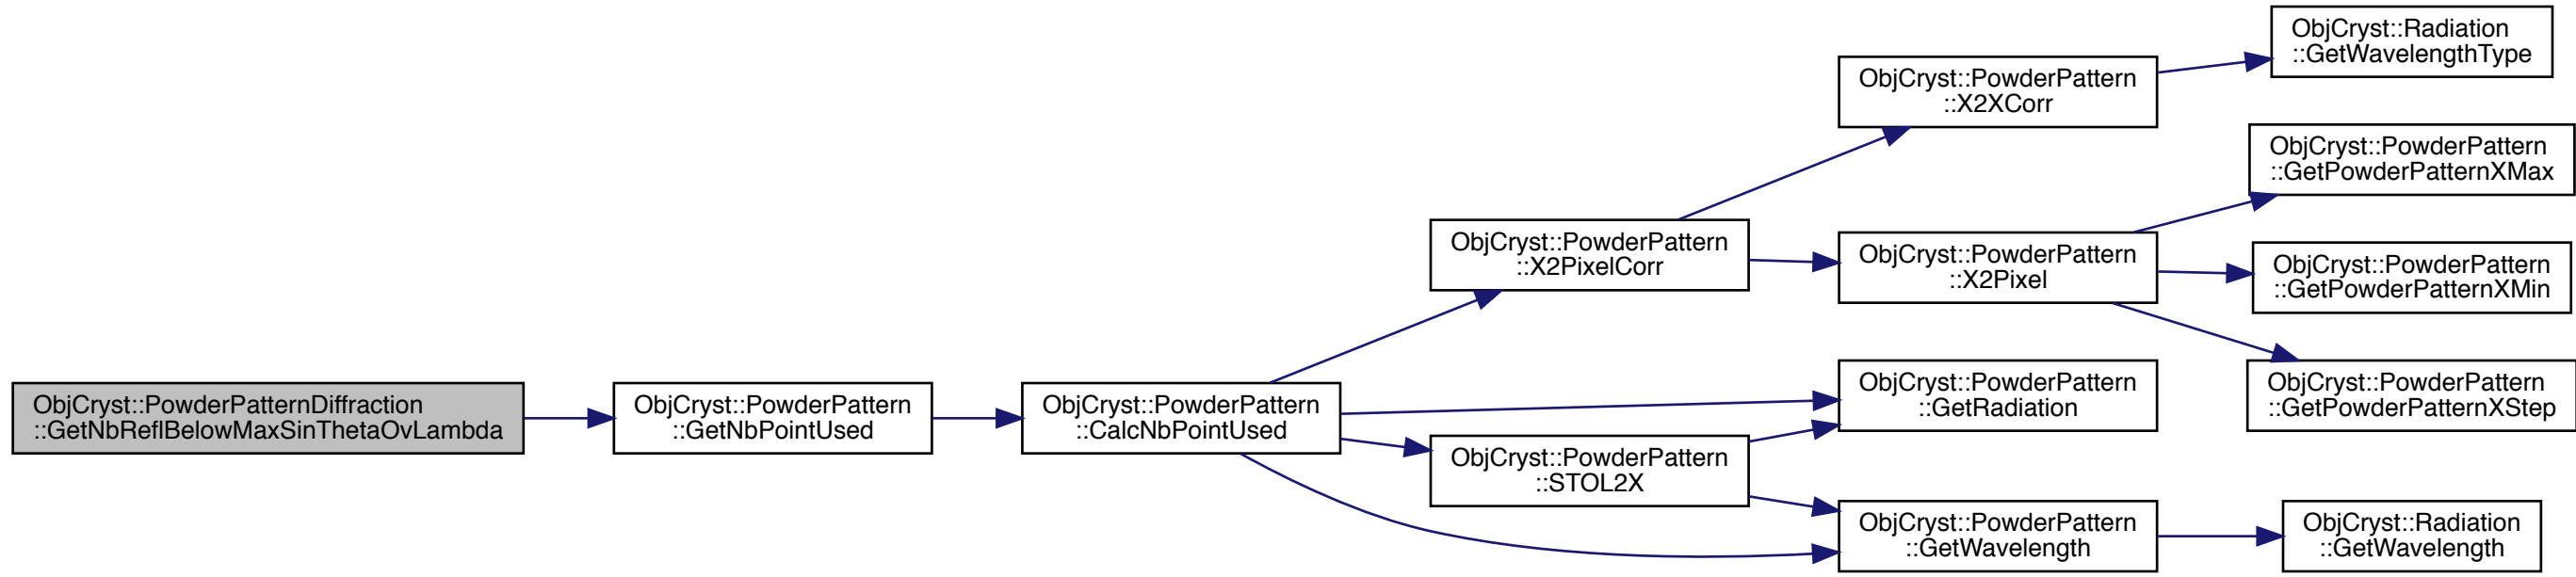 ObjCryst::PowderPatternDiffraction
::GetNbReflBelowMaxSinThetaOvLambda
ObjCryst::PowderPattern
::GetNbPointUsed
ObjCryst::PowderPattern
::CalcNbPointUsed
ObjCryst::PowderPattern
::X2PixelCorr
ObjCryst::PowderPattern
::STOL2X
ObjCryst::PowderPattern
::X2XCorr
ObjCryst::PowderPattern
::X2Pixel
ObjCryst::PowderPattern
::GetRadiation
ObjCryst::PowderPattern
::GetWavelength
ObjCryst::Radiation
::GetWavelengthType
ObjCryst::PowderPattern
::GetPowderPatternXMax
ObjCryst::PowderPattern
::GetPowderPatternXMin
ObjCryst::PowderPattern
::GetPowderPatternXStep
ObjCryst::Radiation
::GetWavelength